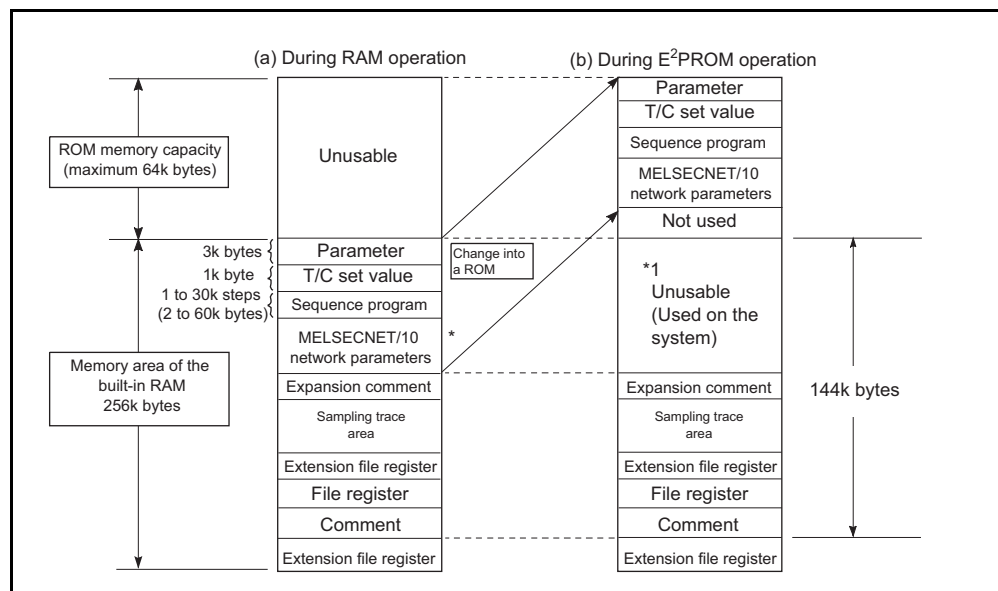 (a) During RAM operation
(b) During E²PROM operation
ROM memory capacity
(maximum 64k bytes)
Unusable
Parameter
T/C set value
Sequence program
MELSECNET/10
network parameters
Not used
3k bytes
1k byte
1 to 30k steps
(2 to 60k bytes)
Memory area of the
built-in RAM
256k bytes
Parameter
T/C set value
Sequence program
MELSECNET/10
network parameters
*
Expansion comment
Sampling trace
area
Extension file register
File register
Comment
Extension file register
Change into
a ROM
*1
Unusable
(Used on the
system)
Expansion comment
Sampling trace
area
Extension file register
File register
Comment
Extension file register
144k bytes